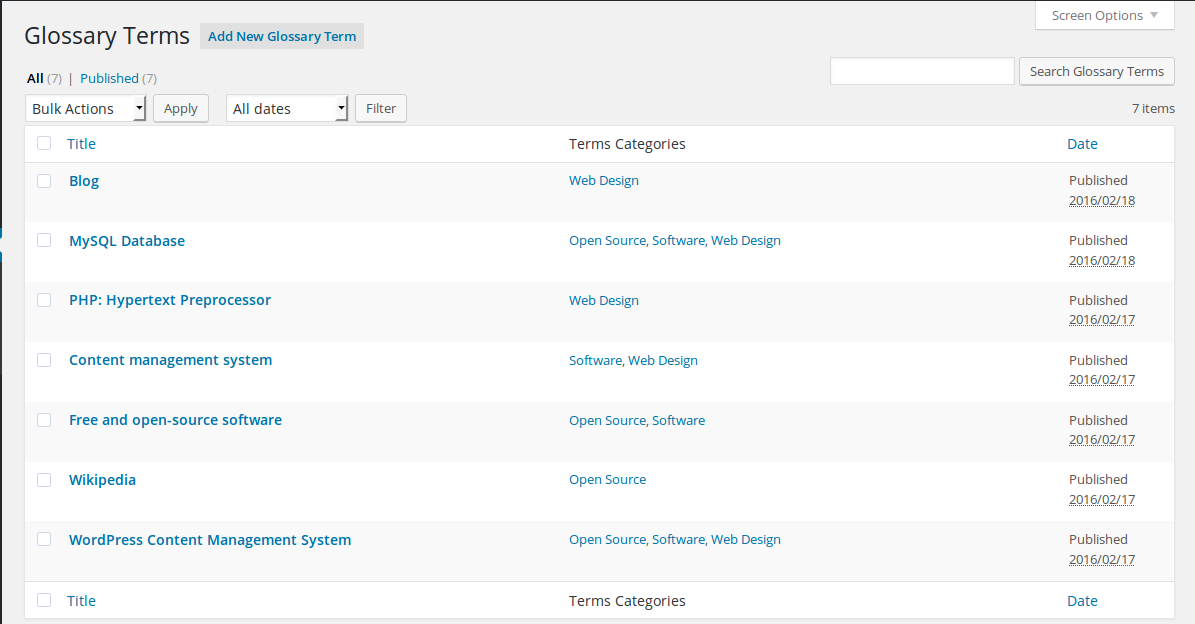 Screen Options
Glossary Terms Add New Glossary Term
All (7) | Published (7)
Search Glossary Terms
Bulk Actions Apply All dates Filter 7 items
Title Terms Categories Date
Blog Web Design Published
2016/02/18
MySQL Database Open Source, Software, Web Design Published
2016/02/18
PHP: Hypertext Preprocessor Web Design Published
2016/02/17
Content management system Software, Web Design Published
2016/02/17
Free and open-source software Open Source, Software Published
2016/02/17
Wikipedia Open Source Published
2016/02/17
WordPress Content Management System Open Source, Software, Web Design Published
2016/02/17
Title Terms Categories Date